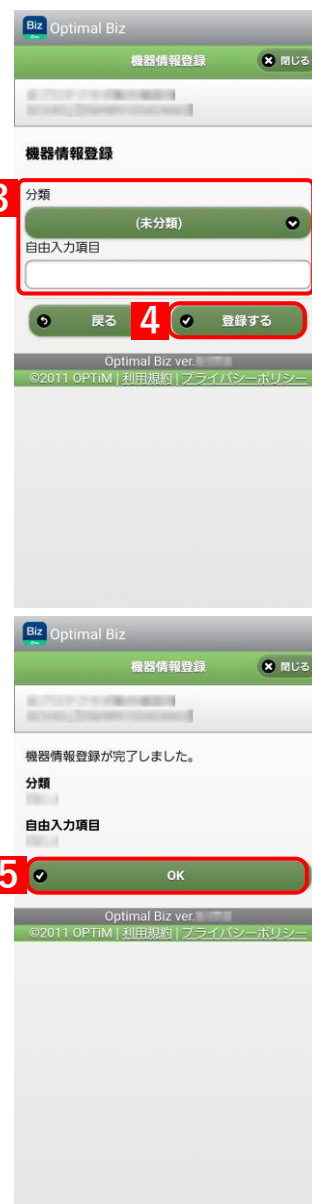 Biz Optimal Biz
機器情報登録 閉じる
機器情報登録
3
分類
(未分類)
自由入力項目
戻る 4 登録する
Optimal Biz ver.
©2011 OPTiM | 利用規約 | プライバシーポリシー
Biz Optimal Biz
機器情報登録 閉じる
機器情報登録が完了しました。
分類
自由入力項目
5 OK
Optimal Biz ver.
©2011 OPTiM | 利用規約 | プライバシーポリシー